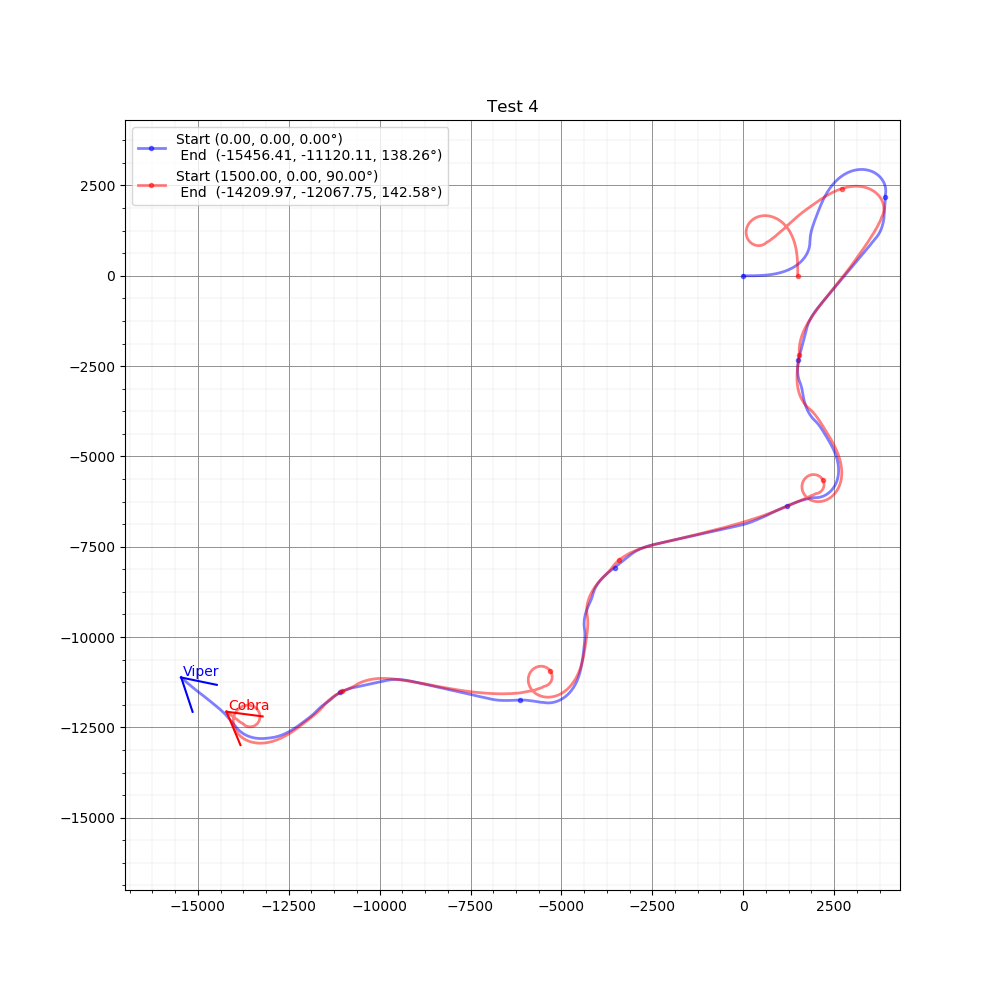 Test 4
Start (0.00, 0.00, 0.00°)
End (-15456.41, -11120.11, 138.26°)
Start (1500.00, 0.00, 90.00°)
End (-14209.97, -12067.75, 142.58°)
2500
0
−2500
−5000
−7500
−10000
−12500
−15000
Viper
Cobra
−15000 −12500 −10000 −7500 −5000 −2500 0 2500